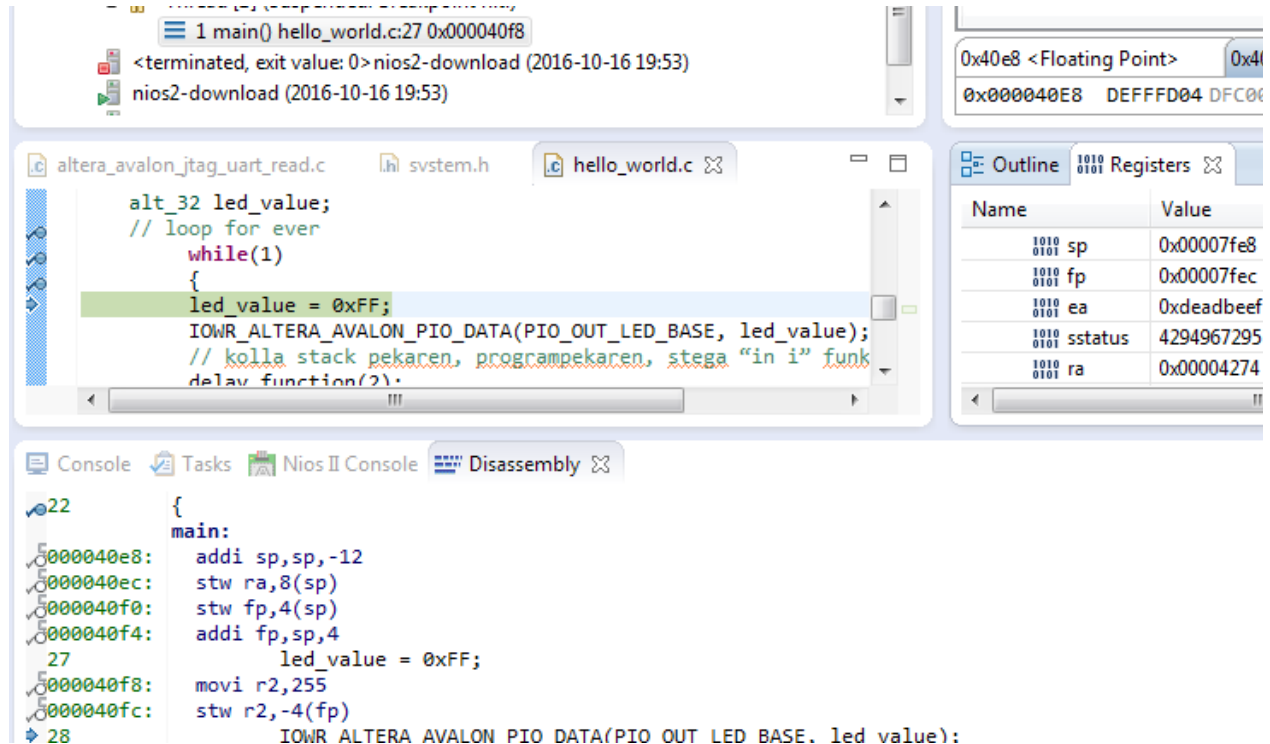 1 main() hello_world.c:27 0x000040f8
<terminated, exit value: 0>nios2-download (2016-10-16 19:53)
nios2-download (2016-10-16 19:53)
0x40e8 <Floating Point>
0x000040E8 DEFFFD04
altera_avalon_jtag_uart_read.c system.h hello_world.c
alt_32 led_value;
// loop for ever
while(1)
{
led_value = 0xFF;
IOWR_ALTERA_AVALON_PIO_DATA(PIO_OUT_LED_BASE, led_value);
// kolla stack pekaren, programpekaren, stega “in i” funk
delay_function(2);
Outline Registers
Name Value
sp 0x00007fe8
fp 0x00007fec
ea 0xdeadbeef
sstatus 4294967295
ra 0x00004274
Console Tasks Nios II Console Disassembly
22 {
main:
000040e8: addi sp,sp,-12
000040ec: stw ra,8(sp)
000040f0: stw fp,4(sp)
000040f4: addi fp,sp,4
27 led_value = 0xFF;
000040f8: movi r2,255
000040fc: stw r2,-4(fp)
28 IOWR_ALTERA_AVALON_PIO_DATA(PIO_OUT_LED_BASE, led_value);